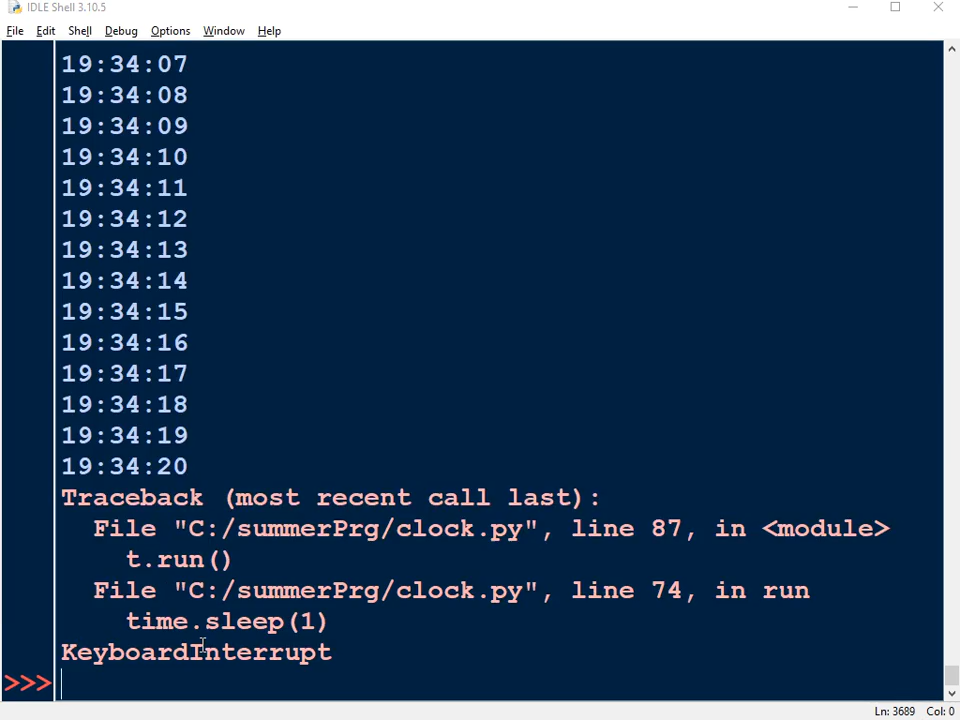 IDLE Shell 3.10.5
File Edit Shell Debug Options Window Help
19:34:07
19:34:08
19:34:09
19:34:10
19:34:11
19:34:12
19:34:13
19:34:14
19:34:15
19:34:16
19:34:17
19:34:18
19:34:19
19:34:20
Traceback (most recent call last):
  File "C:/summerPrg/clock.py", line 87, in <module>
    t.run()
  File "C:/summerPrg/clock.py", line 74, in run
    time.sleep(1)
KeyboardInterrupt
>>>
Ln: 3689 Col: 0